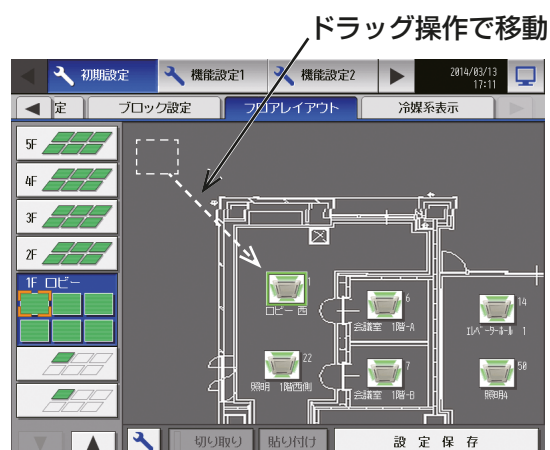 ドラッグ操作で移動
初期設定 機能設定1 機能設定2 2014/03/13
17:11
定 ブロック設定 フロアレイアウト 冷媒系表示
5F
4F
3F
2F
1F ロビー
1
ロビー 西
6
会議室 1階-A
14
ｴﾚﾍﾞｰﾀｰﾎｰﾙ 1
22
照明 1階西側
7
会議室 1階-B
50
照明4
切り取り 貼り付け 設定保存